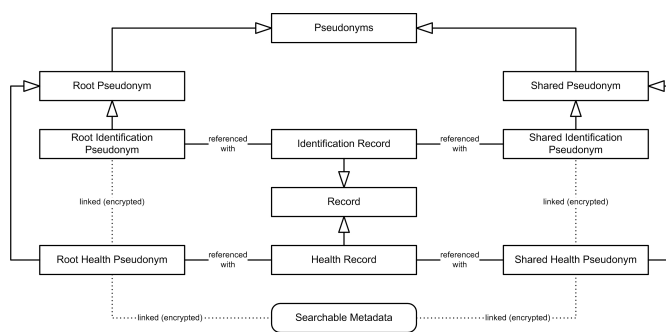 Pseudonyms
Root Pseudonym
Shared Pseudonym
Root Identification
Pseudonym
referenced
with
Identification Record
referenced
with
Shared Identification
Pseudonym
linked (encrypted)
Record
linked (encrypted)
Root Health Pseudonym
referenced
with
Health Record
referenced
with
Shared Health Pseudonym
linked (encrypted)
Searchable Metadata
linked (encrypted)